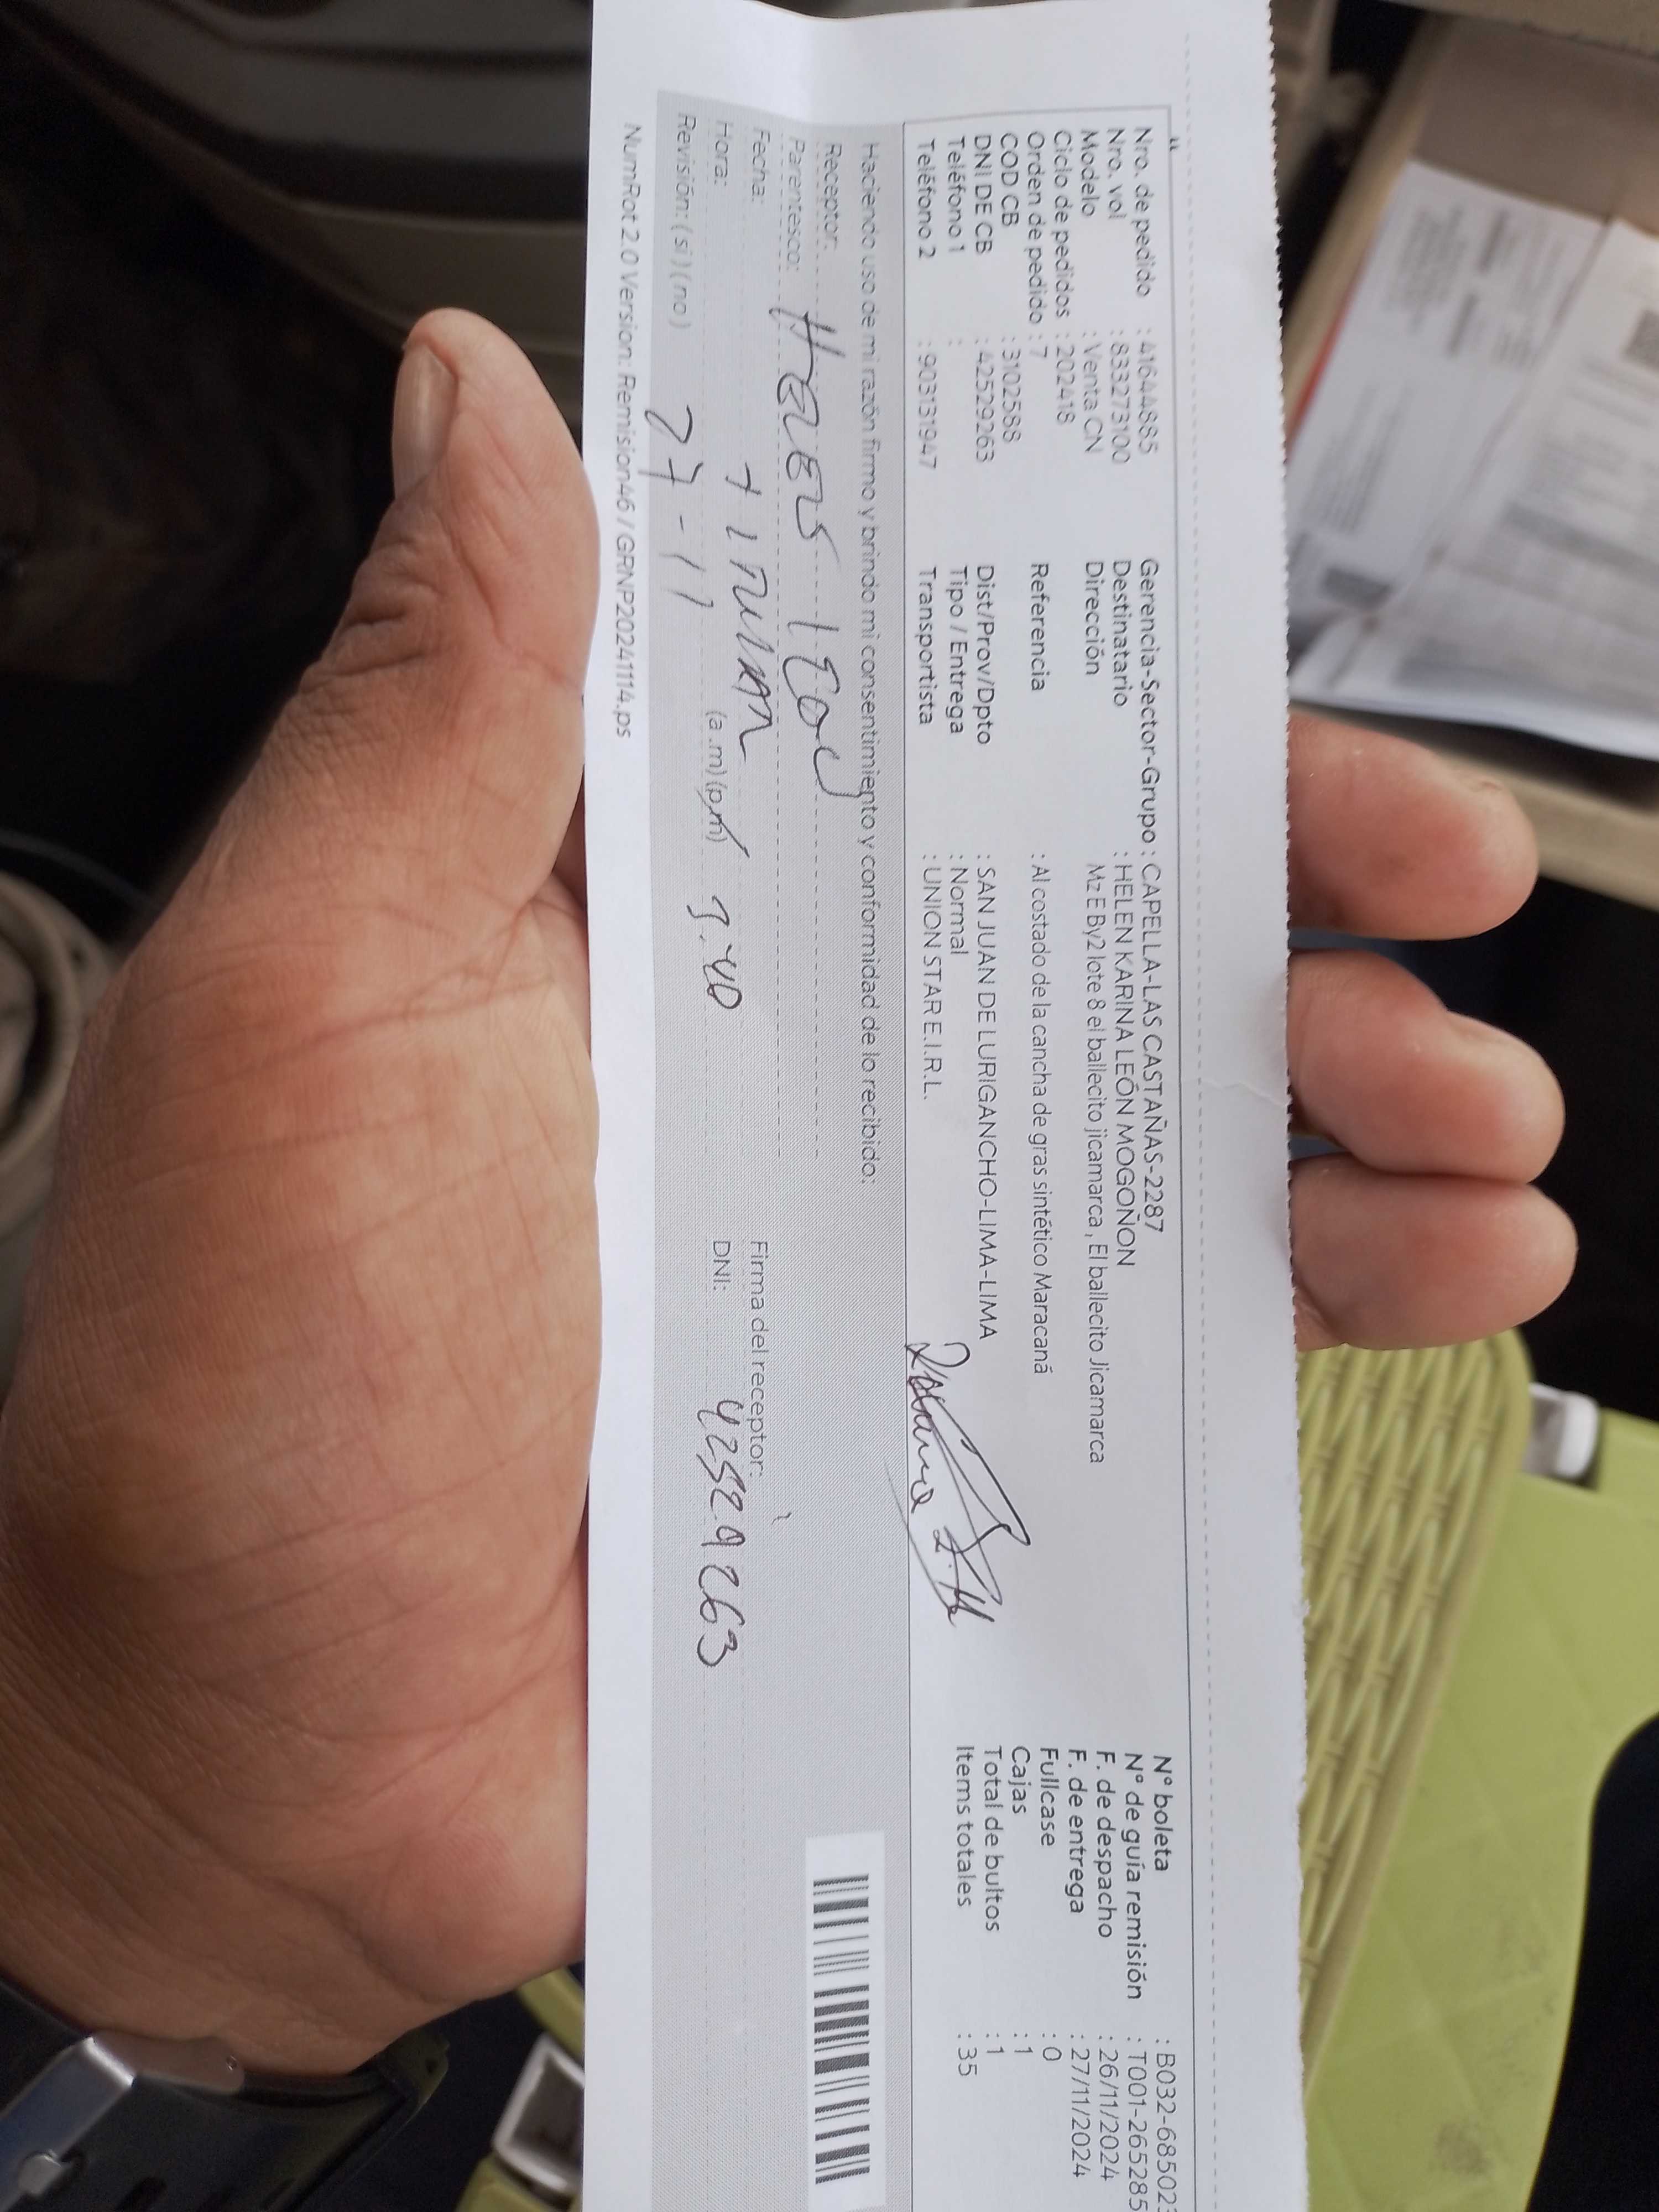 Nro. de pedido : 41644885
Nro. vol : 833273100
Modelo : Venta CN
Ciclo de pedidos : 202418
Orden de pedido : 7
COD CB : 3102588
DNI DE CB : 42529263
Teléfono 1 :
Teléfono 2 : 903131947
Gerencia-Sector-Grupo : CAPELLA-LAS CASTAÑAS-2287
Destinatario : HELEN KARINA LEÓN MOGOÑON
Dirección Mz E By2 lote 8 el ballecito jicamarca , El ballecito Jicamarca
Referencia : Al costado de la cancha de gras sintético Maracaná
Dist/Prov/Dpto : SAN JUAN DE LURIGANCHO-LIMA-LIMA
Tipo / Entrega : Normal
Transportista : UNION STAR E.I.R.L.
N° boleta : B032-68502
N° de guía remisión : T001-265285
F. de despacho : 26/11/2024
F. de entrega : 27/11/2024
Fullcase : 0
Cajas : 1
Total de bultos : 1
Items totales : 35
Haciendo uso de mi razón firmo y brindo mi consentimiento y conformidad de lo recibido:
Receptor:
Parentesco:
Fecha:
Hora: (a.m) (p.m) 9:40
Revisión: ( si ) ( no ) 27-11
Firma del receptor:
DNI: 42529263
NumRot 2.0 Version: Remision46 / GRNP20241114.ps